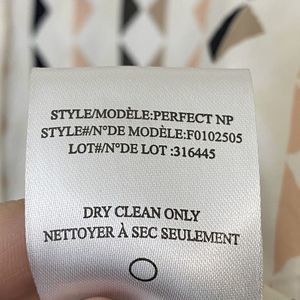 STYLE/MODÈLE:PERFECT NP
STYLE#/N°DE MODÈLE:F0102505
LOT#/N°DE LOT :316445
DRY CLEAN ONLY
NETTOYER À SEC SEULEMENT